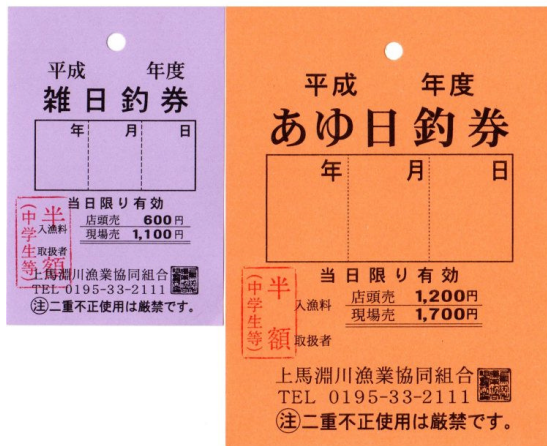 平成 年度
雑日釣券
年 月 日
当日限り有効
入漁料 店頭売 600円
現場売 1,100円
取扱者
半額
(中学生等)
上馬淵川漁業協同組合
TEL 0195-33-2111
注二重不正使用は厳禁です。
平成 年度
あゆ日釣券
年 月 日
当日限り有効
入漁料 店頭売 1,200円
現場売 1,700円
取扱者
半額
(中学生等)
上馬淵川漁業協同組合
TEL 0195-33-2111
注二重不正使用は厳禁です。